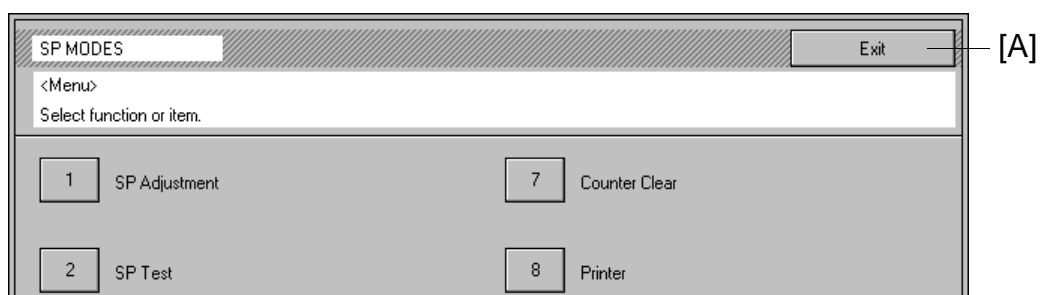 SP MODES
Exit
[A]
<Menu>
Select function or item.
1 SP Adjustment
7 Counter Clear
2 SP Test
8 Printer